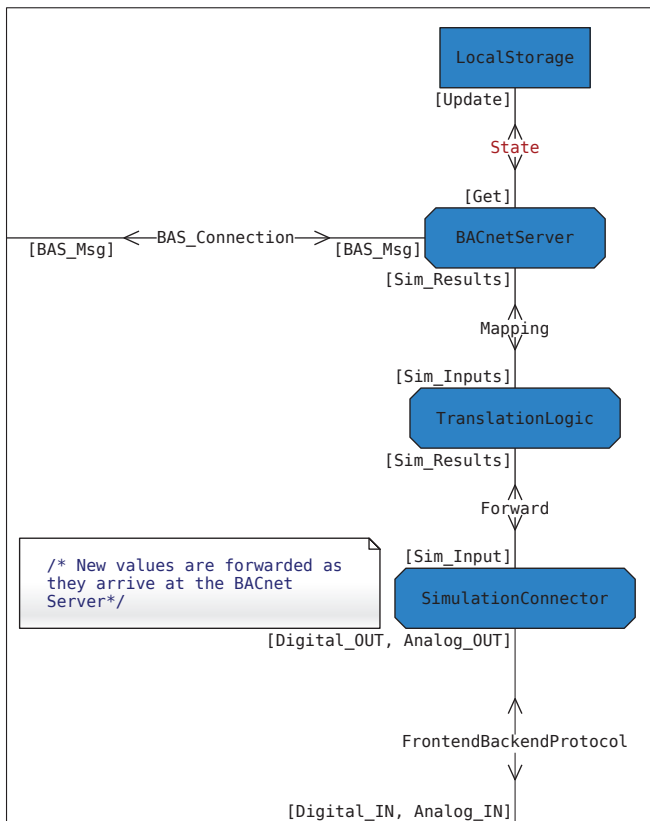 LocalStorage
[Update]
State
[Get]
BAS_Connection
BACnetServer
[BAS_Msg]
[BAS_Msg]
[Sim_Results]
Mapping
[Sim_Inputs]
TranslationLogic
[Sim_Results]
Forward
[Sim_Input]
/* New values are forwarded as
they arrive at the BACnet
Server*/
SimulationConnector
[Digital_OUT, Analog_OUT]
FrontendBackendProtocol
[Digital_IN, Analog_IN]